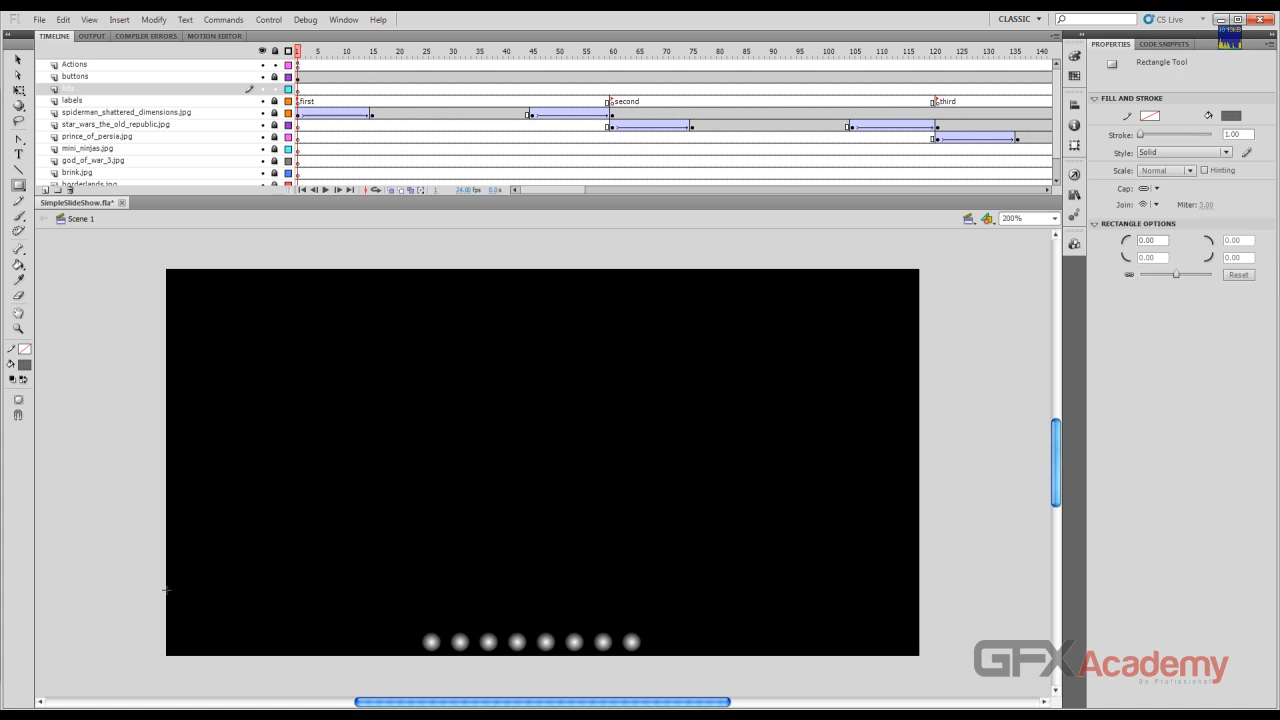 Fl File Edit View Insert Modify Text Commands Control Debug Window Help CLASSIC CS Live
TIMELINE OUTPUT COMPILER ERRORS MOTION EDITOR
PROPERTIES CODE SNIPPETS
1 5 10 15 20 25 30 35 40 45 50 55 60 65 70 75 80 85 90 95 100 105 110 115 120 125 130 135 140
Rectangle Tool
Actions
buttons
hits
labels first second third
spiderman_shattered_dimensions.jpg
star_wars_the_old_republic.jpg
prince_of_persia.jpg
mini_ninjas.jpg
god_of_war_3.jpg
brink.jpg
borderlands.jpg
1 24.00 fps 0.0 s
SimpleSlideShow.fla*
Scene 1 200%
FILL AND STROKE
Stroke: 1.00
Style: Solid
Scale: Normal Hinting
Cap:
Join: Miter: 3.00
RECTANGLE OPTIONS
0.00 0.00
0.00 0.00
Reset
GFX Academy
Be Professional